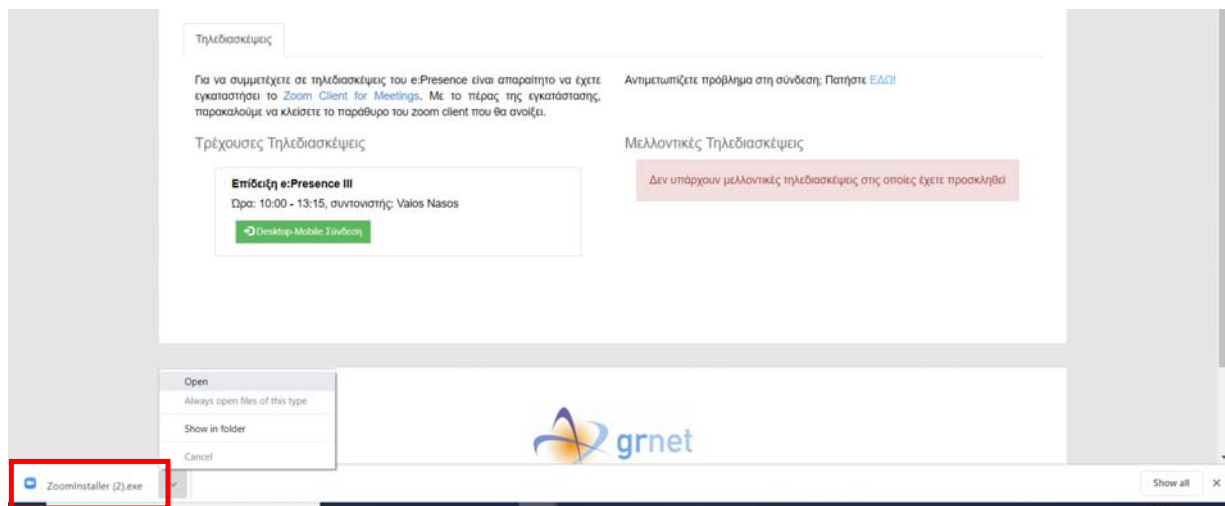 Τηλεδιασκέψεις
Για να συμμετέχετε σε τηλεδιασκέψεις του e:Presence είναι απαραίτητο να έχετε
εγκαταστήσει το Zoom Client for Meetings. Με το πέρας της εγκατάστασης,
παρακαλούμε να κλείσετε το παράθυρο του zoom client που θα ανοίξει.
Αντιμετωπίζετε πρόβλημα στη σύνδεση; Πατήστε ΕΔΩ!
Τρέχουσες Τηλεδιασκέψεις
Επίδειξη e:Presence III
Ώρα: 10:00 - 13:15, συντονιστής: Vaios Nasos
Desktop-Mobile Σύνδεση
Μελλοντικές Τηλεδιασκέψεις
Δεν υπάρχουν μελλοντικές τηλεδιασκέψεις στις οποίες έχετε προσκληθεί
Open
Always open files of this type
Show in folder
Cancel
grnet
ZoomInstaller (2).exe
Show all